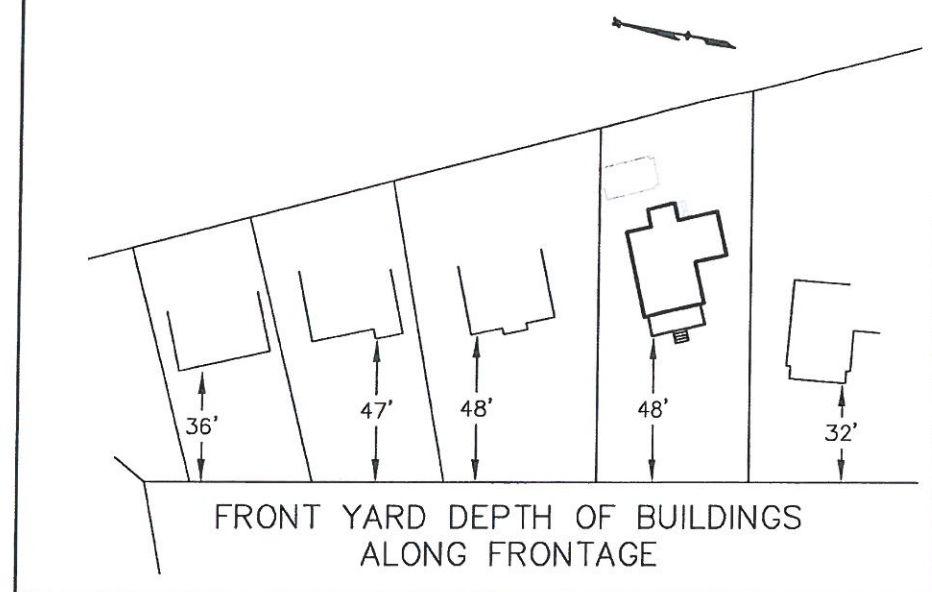 36'
47'
48'
48'
32'
FRONT YARD DEPTH OF BUILDINGS
ALONG FRONTAGE